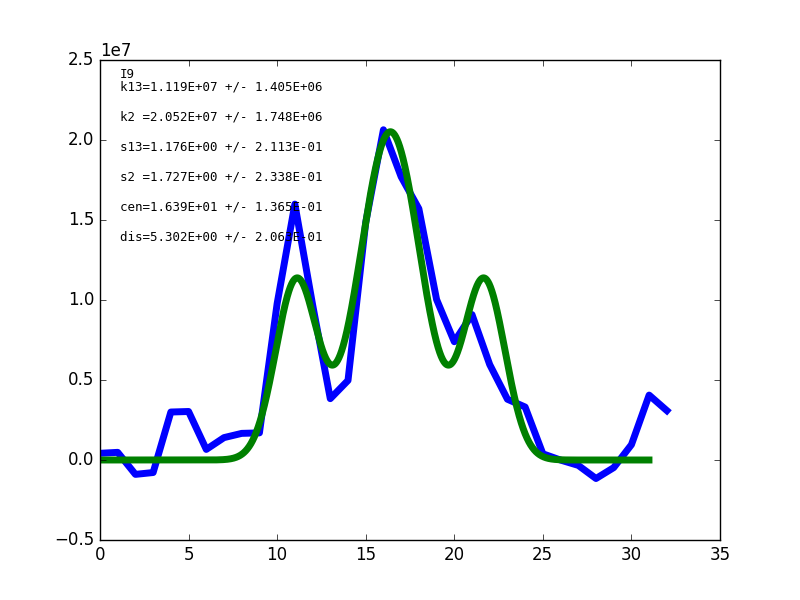 1e7
2.5
2.0
1.5
1.0
0.5
0.0
−0.5
0 5 10 15 20 25 30 35
I9
k13=1.119E+07 +/- 1.405E+06
k2 =2.052E+07 +/- 1.748E+06
s13=1.176E+00 +/- 2.113E-01
s2 =1.727E+00 +/- 2.338E-01
cen=1.639E+01 +/- 1.365E-01
dis=5.302E+00 +/-